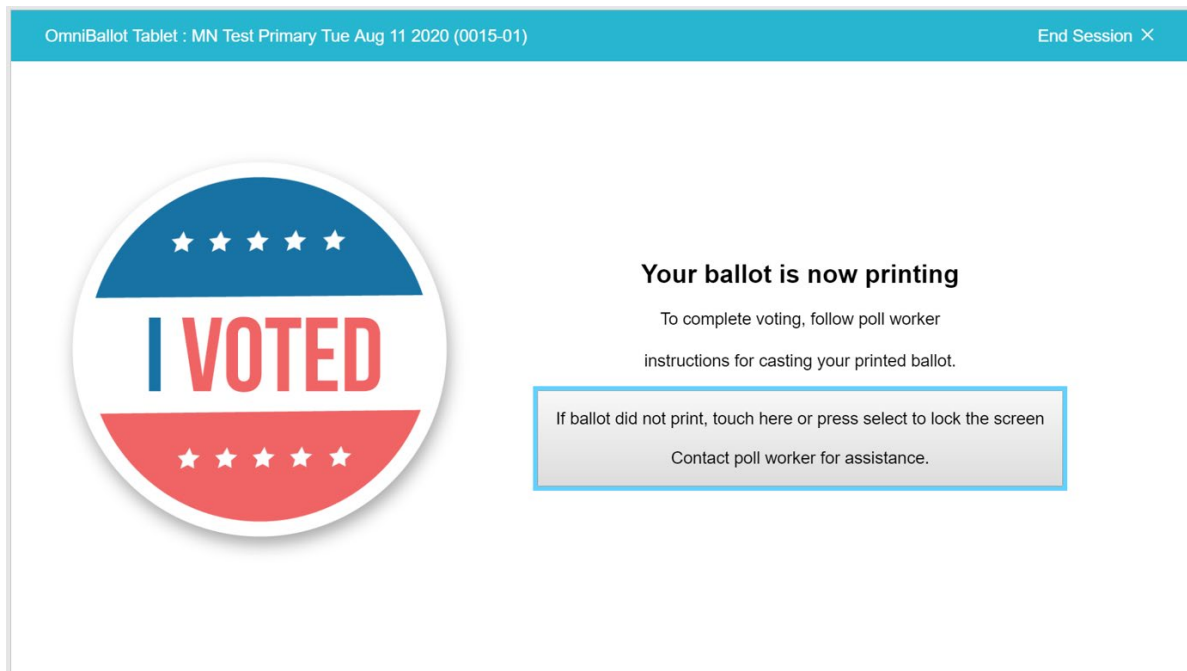 OmniBallot Tablet : MN Test Primary Tue Aug 11 2020 (0015-01)
End Session ×
I VOTED
Your ballot is now printing
To complete voting, follow poll worker
instructions for casting your printed ballot.
If ballot did not print, touch here or press select to lock the screen
Contact poll worker for assistance.